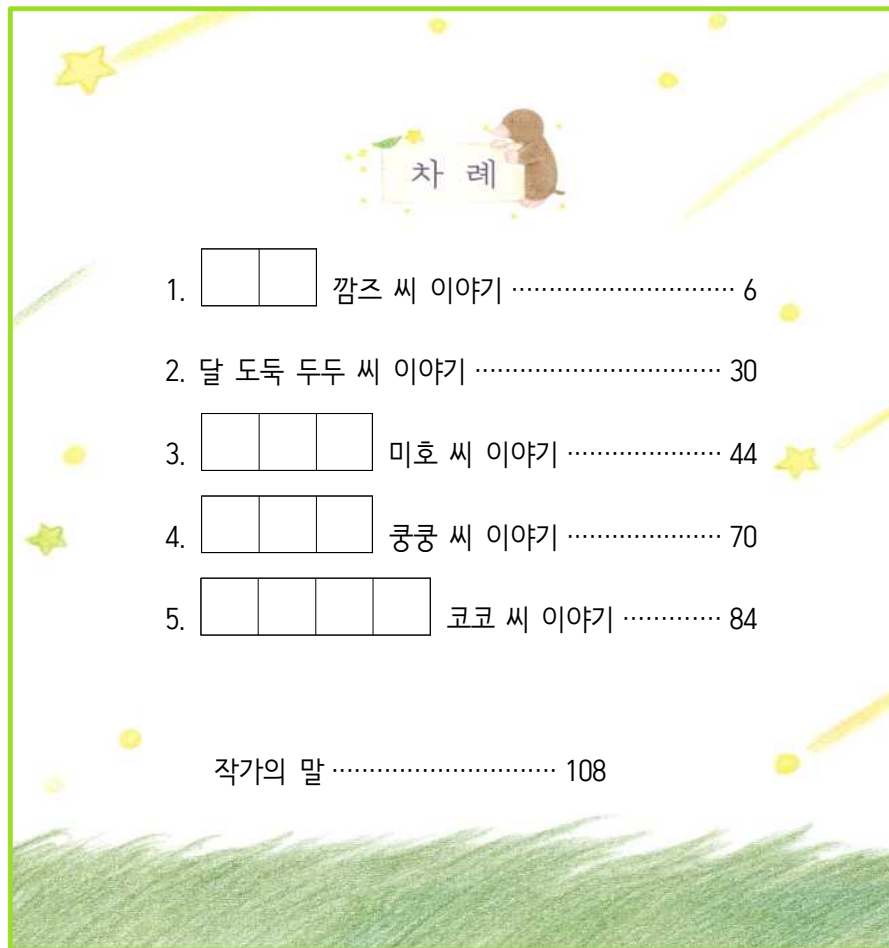 차 례
1. 깜즈 씨 이야기 ······························ 6
2. 달 도둑 두두 씨 이야기 ································· 30
3. 미호 씨 이야기 ····················· 44
4. 쿵쿵 씨 이야기 ····················· 70
5. 코코 씨 이야기 ············· 84
작가의 말 ······························ 108